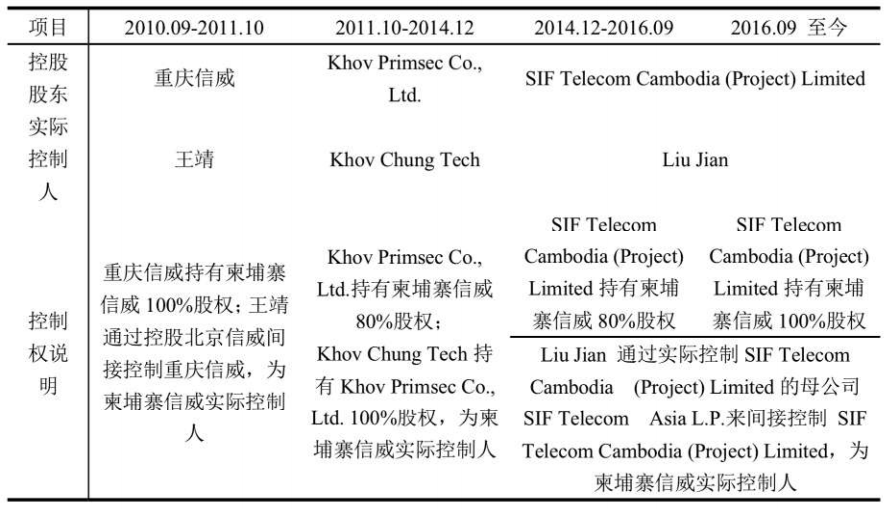 项目 2010.09-2011.10 2011.10-2014.12 2014.12-2016.09 2016.09 至今
控股
股东
重庆信威
Khov Primsec Co.,
Ltd.
SIF Telecom Cambodia (Project) Limited
实际
控制
人
王靖
Khov Chung Tech
Liu Jian
控制
权说
明
重庆信威持有柬埔寨
信威 100%股权；王靖
通过控股北京信威间
接控制重庆信威，为
柬埔寨信威实际控制
人
Khov Primsec Co.,
Ltd.持有柬埔寨信威
80%股权；
Khov Chung Tech 持
有 Khov Primsec Co.,
Ltd. 100%股权，为柬
埔寨信威实际控制人
SIF Telecom
Cambodia (Project)
Limited 持有柬埔
寨信威 80%股权
SIF Telecom
Cambodia (Project)
Limited 持有柬埔
寨信威 100%股权
Liu Jian 通过实际控制 SIF Telecom
Cambodia (Project) Limited 的母公司
SIF Telecom Asia L.P.来间接控制 SIF
Telecom Cambodia (Project) Limited，为
柬埔寨信威实际控制人